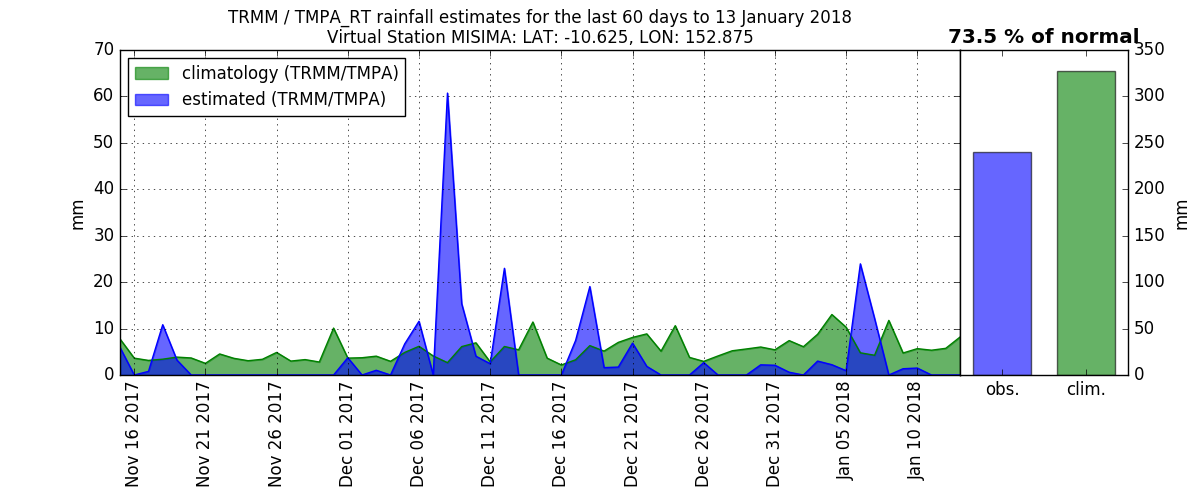 TRMM / TMPA_RT rainfall estimates for the last 60 days to 13 January 2018
Virtual Station MISIMA: LAT: -10.625, LON: 152.875
73.5 % of normal
climatology (TRMM/TMPA)
estimated (TRMM/TMPA)
70
60
50
40
30
20
10
0
mm
Nov 16 2017
Nov 21 2017
Nov 26 2017
Dec 01 2017
Dec 06 2017
Dec 11 2017
Dec 16 2017
Dec 21 2017
Dec 26 2017
Dec 31 2017
Jan 05 2018
Jan 10 2018
obs.
clim.
350
300
250
200
150
100
50
0
mm